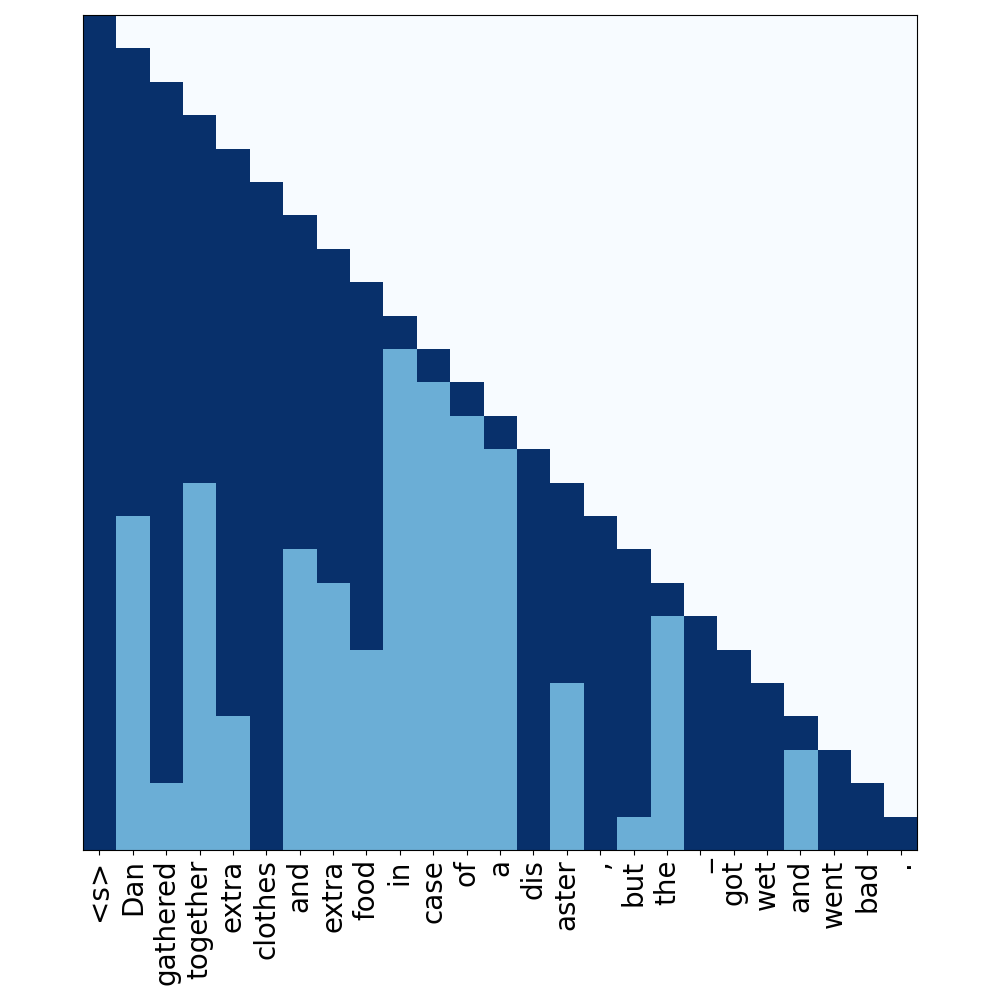 <s> Dan gathered together extra clothes and extra food in case of a dis aster , but the _ got wet and went bad .